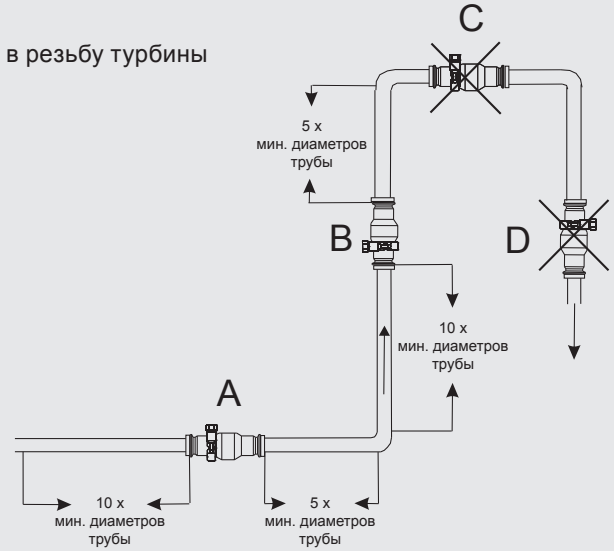 C
в резьбу турбины
5 x
мин. диаметров
трубы
B
D
10 x
мин. диаметров
трубы
A
10 x
мин. диаметров
трубы
5 x
мин. диаметров
трубы